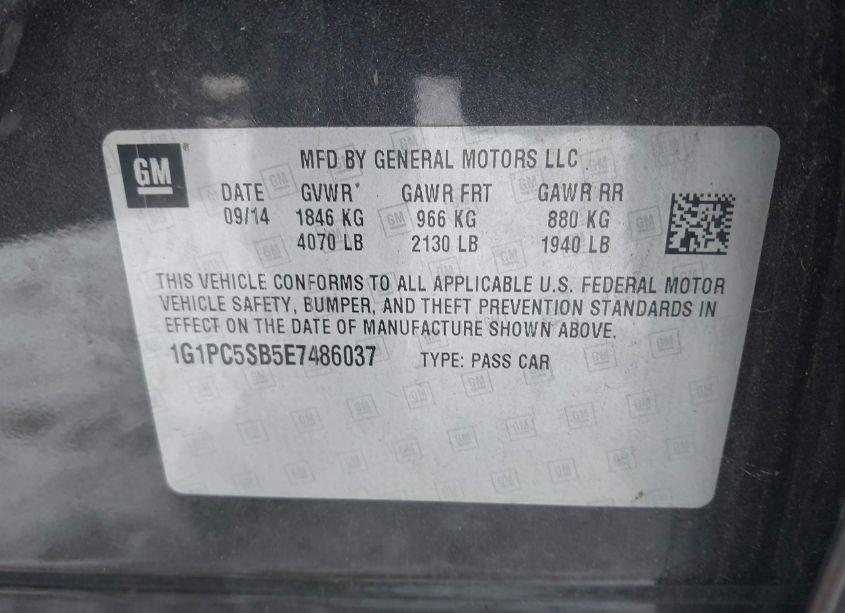 GM
MFD BY GENERAL MOTORS LLC
DATE GVWR* GAWR FRT GAWR RR
09/14 1846 KG 966 KG 880 KG
4070 LB 2130 LB 1940 LB
THIS VEHICLE CONFORMS TO ALL APPLICABLE U.S. FEDERAL MOTOR
VEHICLE SAFETY, BUMPER, AND THEFT PREVENTION STANDARDS IN
EFFECT ON THE DATE OF MANUFACTURE SHOWN ABOVE.
1G1PC5SB5E7486037 TYPE: PASS CAR